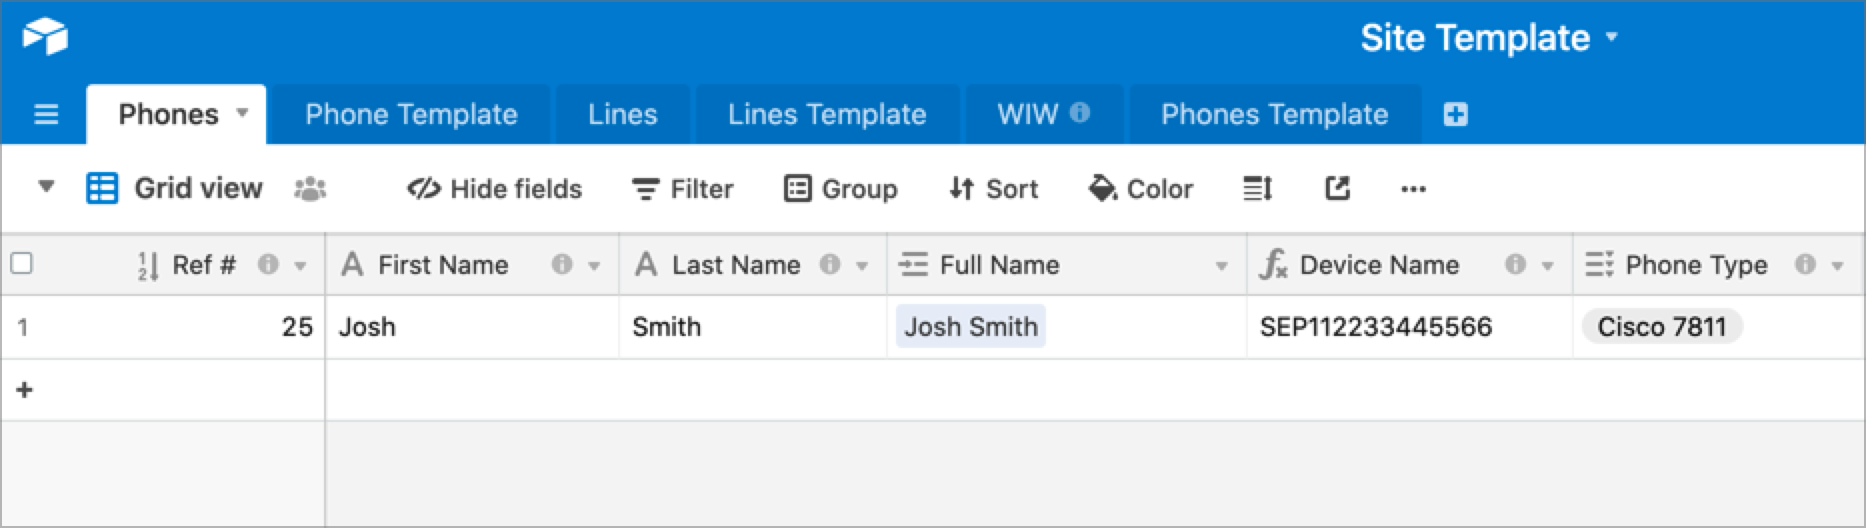 Site Template
Phones Phone Template Lines Lines Template WIW Phones Template
Grid view Hide fields Filter Group Sort Color
Ref # First Name Last Name Full Name Device Name Phone Type
1 25 Josh Smith Josh Smith SEP112233445566 Cisco 7811
+